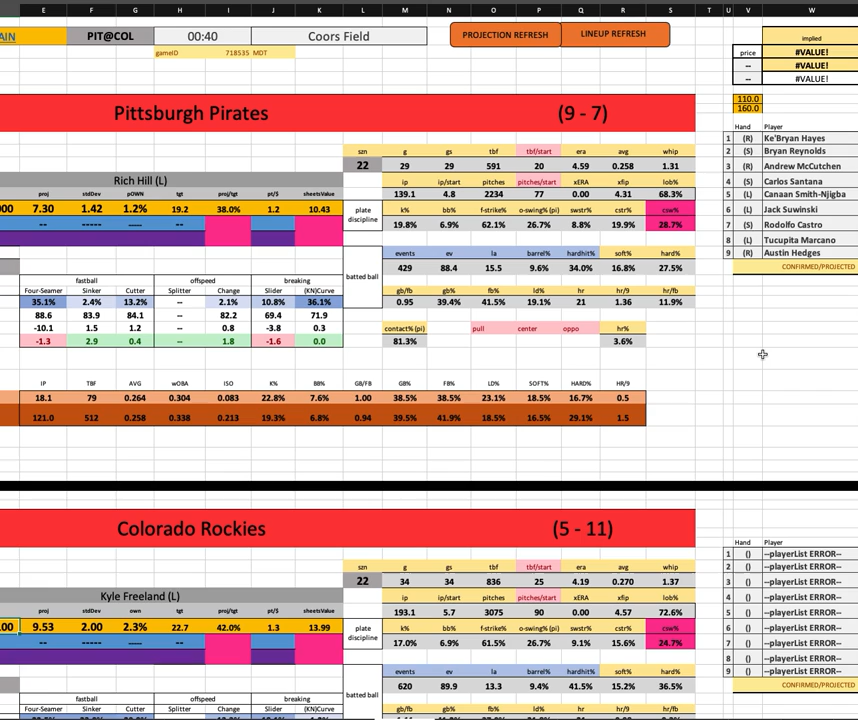 E F G H I J K L M N O P Q R S T U V W
AIN PIT@COL 00:40 Coors Field PROJECTION REFRESH LINEUP REFRESH implied
gameID 718535 MDT price #VALUE!
-- #VALUE!
-- #VALUE!
110.0
160.0
Pittsburgh Pirates (9 - 7)
Hand Player
1 (R) Ke'Bryan Hayes
szn g gs tbf tbf/start era avg whip 2 (S) Bryan Reynolds
22 29 29 591 20 4.59 0.258 1.31 3 (R) Andrew McCutchen
Rich Hill (L) ip ip/start pitches pitches/start xERA xfip lob% 4 (S) Carlos Santana
proj stdDev pOWN tgt proj/tgt pt/$ sheetsValue 139.1 4.8 2234 77 0.00 4.31 68.3% 5 (L) Canaan Smith-Njigba
000 7.30 1.42 1.2% 19.2 38.0% 1.2 10.43 plate discipline k% bb% f-strike% o-swing% (pi) swstr% cstr% csw% 6 (L) Jack Suwinski
-- ----- ---- -- 19.8% 6.9% 62.1% 26.7% 8.8% 19.9% 28.7% 7 (S) Rodolfo Castro
8 (L) Tucupita Marcano
batted ball events ev la barrel% hardhit% soft% hard% 9 (R) Austin Hedges
429 88.4 15.5 9.6% 34.0% 16.8% 27.5% CONFIRMED/PROJECTED
fastball offspeed breaking
Four-Seamer Sinker Cutter Splitter Change Slider (KN)Curve gb/fb gb% fb% ld% hr hr/9 hr/fb
35.1% 2.4% 13.2% -- 2.1% 10.8% 36.1% 0.95 39.4% 41.5% 19.1% 21 1.36 11.9%
88.6 83.9 84.1 -- 82.2 69.4 71.9
-10.1 1.5 1.2 -- 0.8 -3.8 0.3 contact% (pi) pull center oppo hr%
-1.3 2.9 0.4 -- 1.8 -1.6 0.0 81.3% 3.6%
IP TBF AVG wOBA ISO K% BB% GB/FB GB% FB% LD% SOFT% HARD% HR/9
18.1 79 0.264 0.304 0.083 22.8% 7.6% 1.00 38.5% 38.5% 23.1% 18.5% 16.7% 0.5
121.0 512 0.258 0.338 0.213 19.3% 6.8% 0.94 39.5% 41.9% 18.5% 16.5% 29.1% 1.5
Colorado Rockies (5 - 11)
Hand Player
1 () --playerList ERROR--
szn g gs tbf tbf/start era avg whip 2 () --playerList ERROR--
22 34 34 836 25 4.19 0.270 1.37 3 () --playerList ERROR--
Kyle Freeland (L) ip ip/start pitches pitches/start xERA xfip lob% 4 () --playerList ERROR--
proj stdDev own tgt proj/tgt pt/$ sheetsValue 193.1 5.7 3075 90 0.00 4.57 72.6% 5 () --playerList ERROR--
.00 9.53 2.00 2.3% 22.7 42.0% 1.3 13.99 plate discipline k% bb% f-strike% o-swing% (pi) swstr% cstr% csw% 6 () --playerList ERROR--
-- ----- ---- -- 17.0% 6.9% 61.5% 26.7% 9.1% 15.6% 24.7% 7 () --playerList ERROR--
8 () --playerList ERROR--
batted ball events ev la barrel% hardhit% soft% hard% 9 () --playerList ERROR--
620 89.9 13.3 9.4% 41.5% 15.2% 36.5% CONFIRMED/PROJECTED
fastball offspeed breaking
Four-Seamer Sinker Cutter Splitter Change Slider (KN)Curve gb/fb gb% fb% ld% hr hr/9 hr/fb